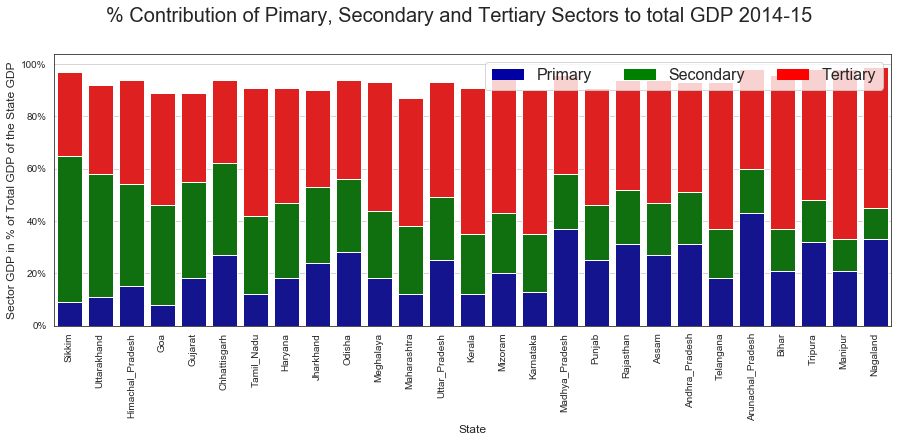 % Contribution of Pimary, Secondary and Tertiary Sectors to total GDP 2014-15
Primary Secondary Tertiary
Sector GDP in % of Total GDP of the State GDP
100%
80%
60%
40%
20%
0%
Sikkim
Uttarakhand
Himachal_Pradesh
Goa
Gujarat
Chhattisgarh
Tamil_Nadu
Haryana
Jharkhand
Odisha
Meghalaya
Maharashtra
Uttar_Pradesh
Kerala
Mizoram
Karnataka
Madhya_Pradesh
Punjab
Rajasthan
Assam
Andhra_Pradesh
Telangana
Arunachal_Pradesh
Bihar
Tripura
Manipur
Nagaland
State